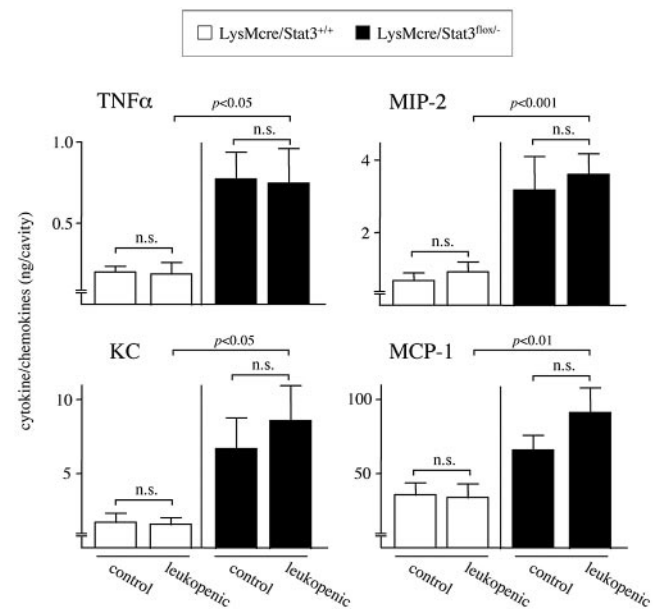 LysMcre/Stat3+/+ LysMcre/Stat3flox/-
TNFα
p<0.05
n.s.
n.s.
1.0
0.5
MIP-2
p<0.001
n.s.
n.s.
4
2
cytokine/chemokines (ng/cavity)
KC
p<0.05
n.s.
n.s.
10
5
control
leukopenic
control
leukopenic
MCP-1
p<0.01
n.s.
n.s.
100
50
control
leukopenic
control
leukopenic